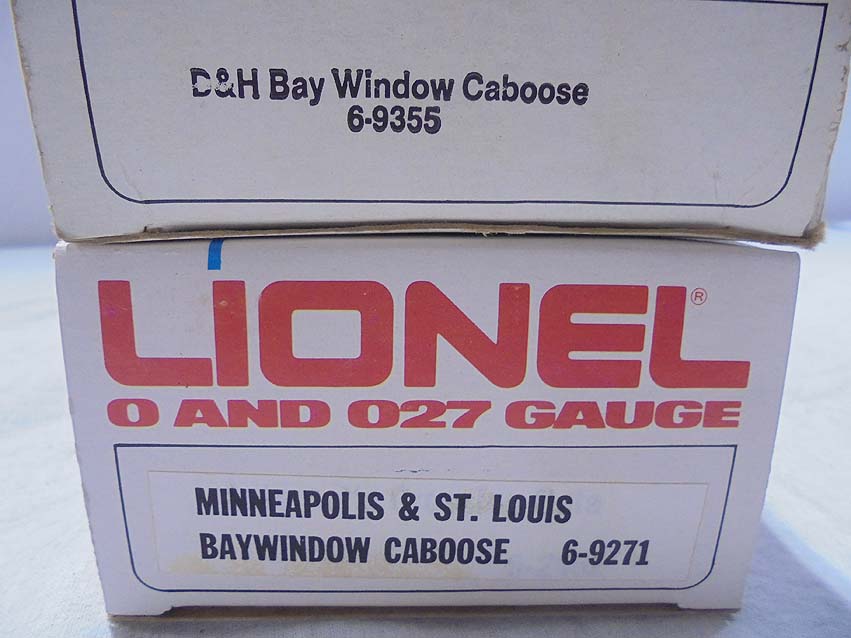 D&H Bay Window Caboose
6-9355
LIONEL®
O AND O27 GAUGE
MINNEAPOLIS & ST. LOUIS
BAYWINDOW CABOOSE 6-9271